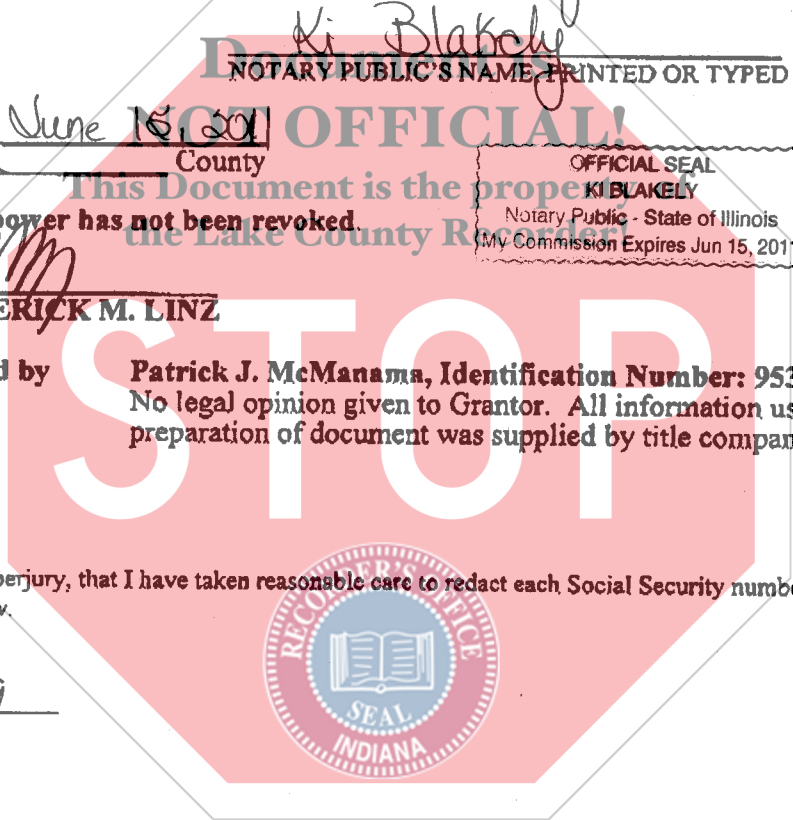 Ki Blakely
NOTARY PUBLIC'S NAME, PRINTED OR TYPED
Document is
NOT OFFICIAL!
This Document is the property of
the Lake County Recorder!
June 15, 2011
County
OFFICIAL SEAL
KI BLAKELY
Notary Public - State of Illinois
My Commission Expires Jun 15, 201
power has not been revoked.
ERICK M. LINZ
STOP
d by Patrick J. McManama, Identification Number: 953
No legal opinion given to Grantor. All information us
preparation of document was supplied by title compan
perjury, that I have taken reasonable care to redact each Social Security numbe
RECORDER'S OFFICE
SEAL
INDIANA